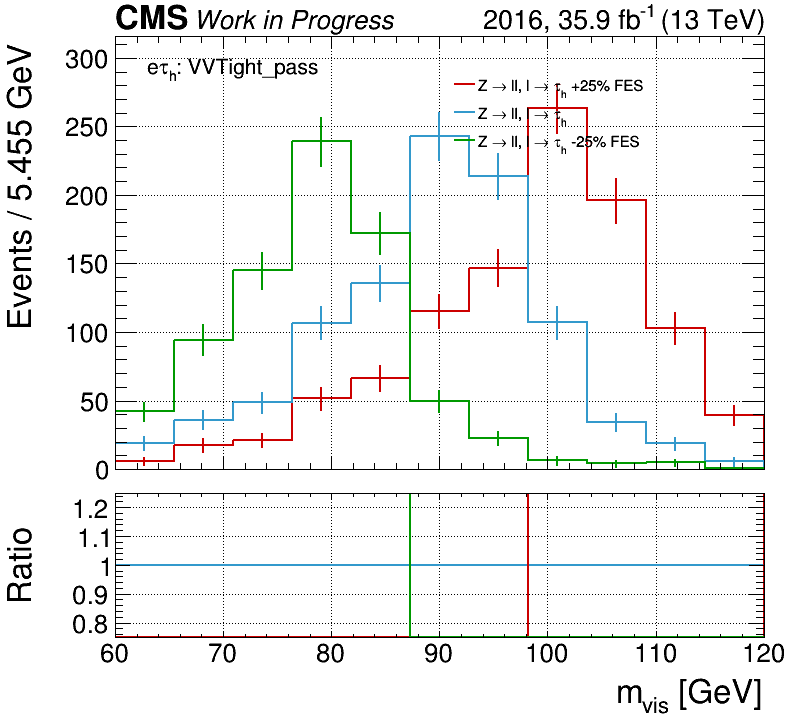 CMS Work in Progress 2016, 35.9 fb-1 (13 TeV)
eτh: VVTight_pass
Z → ll, l → τh +25% FES
Z → ll, l → τh
Z → ll, l → τh -25% FES
Events / 5.455 GeV
300
250
200
150
100
50
0
Ratio
1.2
1.1
1
0.9
0.8
60 70 80 90 100 110 120
mvis [GeV]